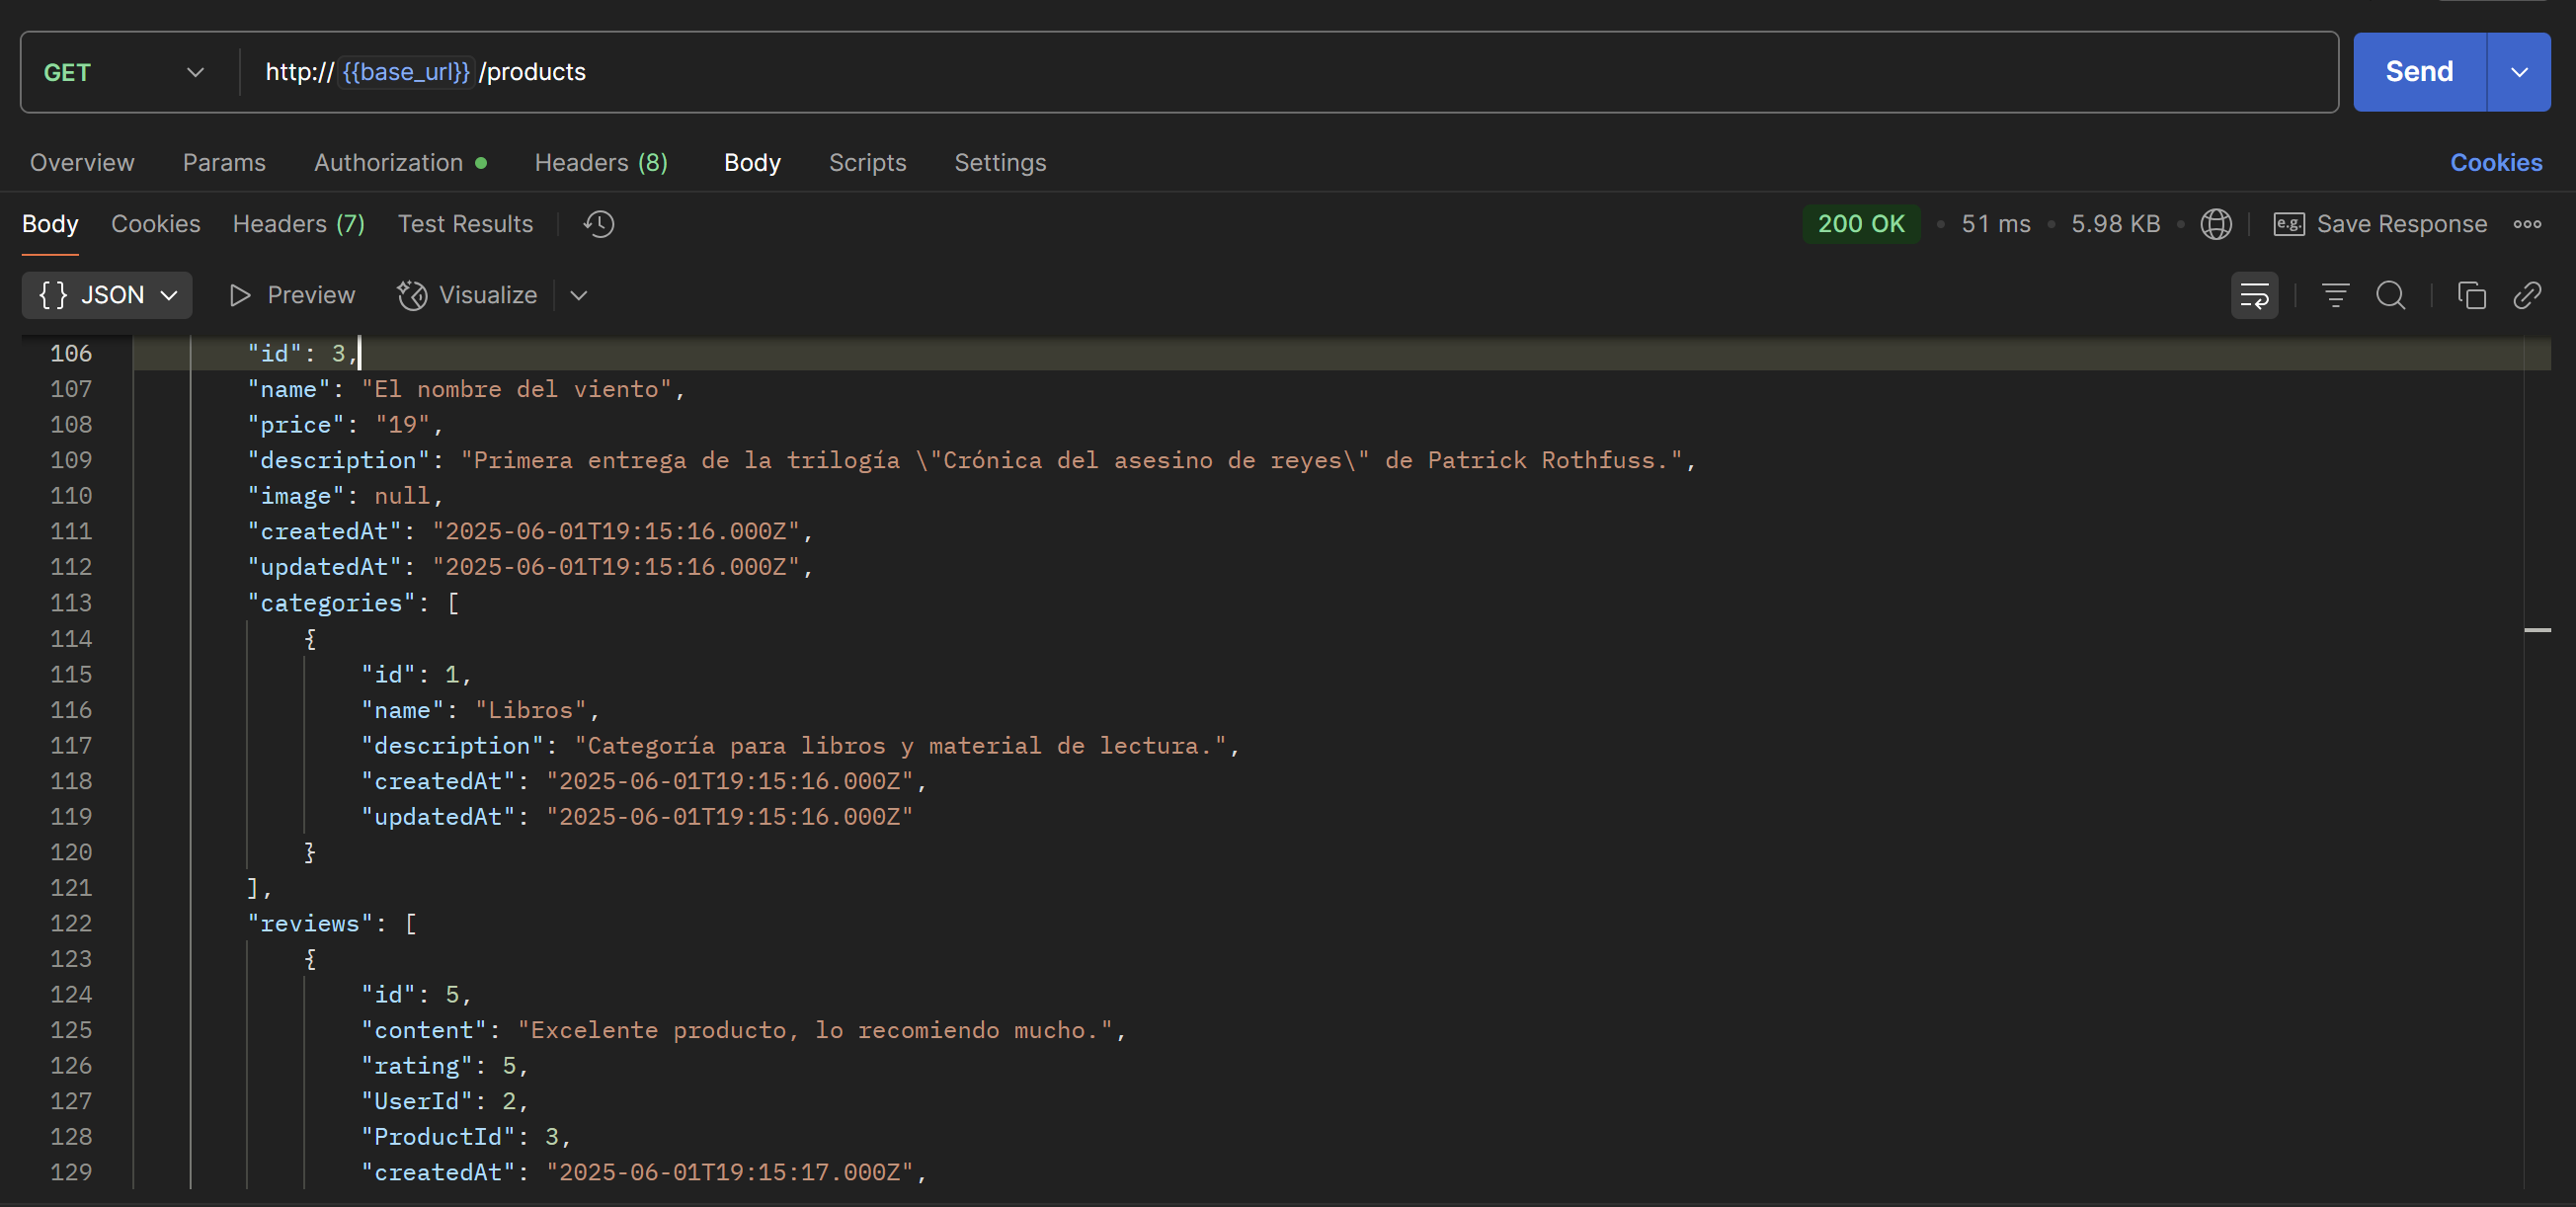 GET http://{{base_url}}/products Send
Overview Params Authorization Headers (8) Body Scripts Settings Cookies
Body Cookies Headers (7) Test Results 200 OK • 51 ms • 5.98 KB • e.g. Save Response
{} JSON Preview Visualize
106 "id": 3,
107 "name": "El nombre del viento",
108 "price": "19",
109 "description": "Primera entrega de la trilogía \"Crónica del asesino de reyes\" de Patrick Rothfuss.",
110 "image": null,
111 "createdAt": "2025-06-01T19:15:16.000Z",
112 "updatedAt": "2025-06-01T19:15:16.000Z",
113 "categories": [
114 {
115 "id": 1,
116 "name": "Libros",
117 "description": "Categoría para libros y material de lectura.",
118 "createdAt": "2025-06-01T19:15:16.000Z",
119 "updatedAt": "2025-06-01T19:15:16.000Z"
120 }
121 ],
122 "reviews": [
123 {
124 "id": 5,
125 "content": "Excelente producto, lo recomiendo mucho.",
126 "rating": 5,
127 "UserId": 2,
128 "ProductId": 3,
129 "createdAt": "2025-06-01T19:15:17.000Z",